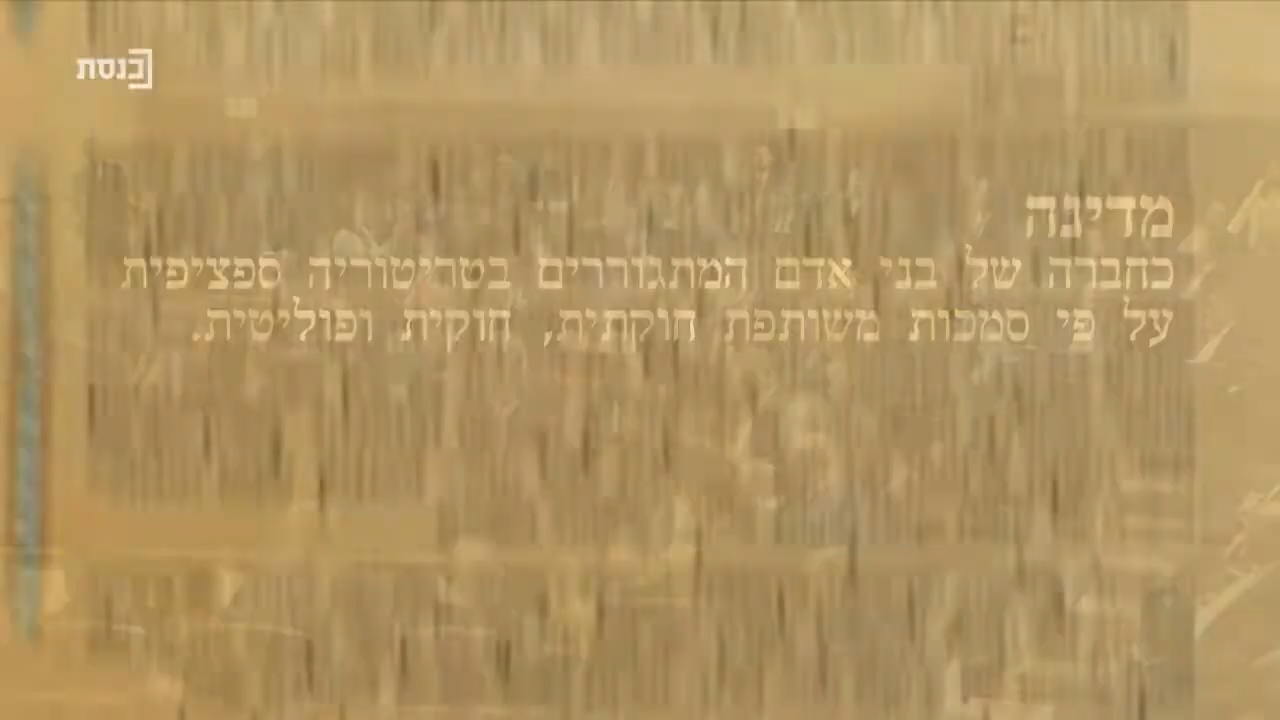 כנסת
מדינה
כחברה של בני אדם המתגוררים בטריטוריה ספציפית
על פי סמכות משותפת חוקתית, חוקית ופוליטית.